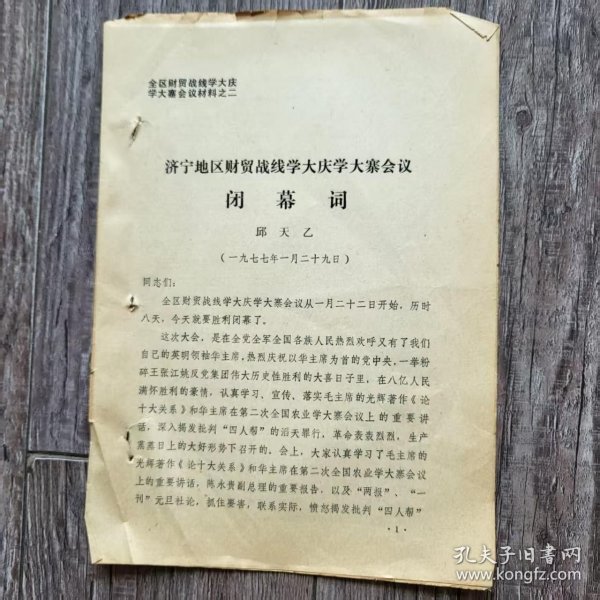 全区财贸战线学大庆
学大寨会议材料之二
济宁地区财贸战线学大庆学大寨会议
闭幕词
邱天乙
（一九七七年一月二十九日）
同志们：
全区财贸战线学大庆学大寨会议从一月二十二日开始，历时
八天，今天就要胜利闭幕了。
这次大会，是在全党全军全国各族人民热烈欢呼又有了我们
自己的英明领袖华主席，热烈庆祝以华主席为首的党中央，一举粉
碎王张江姚反党集团伟大历史性胜利的大喜日子里，在八亿人民
满怀胜利的豪情，认真学习、宣传、落实毛主席的光辉著作《论
十大关系》和华主席在第二次全国农业学大寨会议上的重要讲
话，深入揭发批判“四人帮”的滔天罪行，革命轰轰烈烈，生产
蒸蒸日上的大好形势下召开的。会上，大家认真学习了毛主席的
光辉著作《论十大关系》和华主席在第二次全国农业学大寨会议
上的重要讲话，陈永贵副总理的重要报告，以及“两报”、“一
刊”元旦社论，抓住要害，联系实际，愤怒揭发批判“四人帮”
·1·
孔夫子旧书网
www.kongfz.com